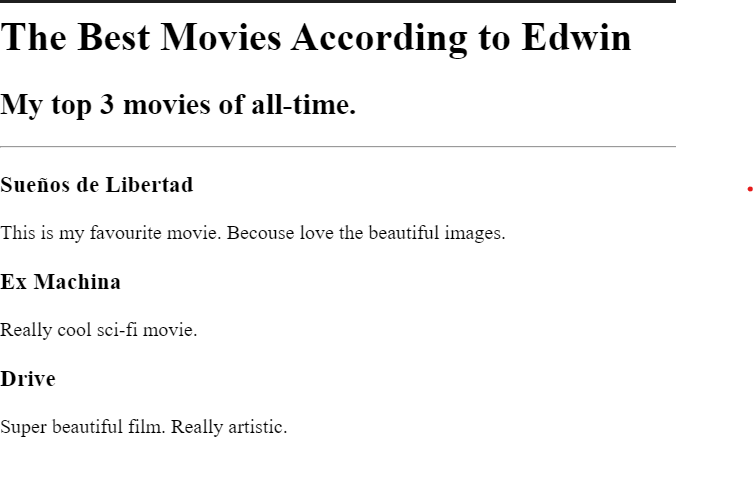 The Best Movies According to Edwin
My top 3 movies of all-time.
Sueños de Libertad
This is my favourite movie. Becouse love the beautiful images.
Ex Machina
Really cool sci-fi movie.
Drive
Super beautiful film. Really artistic.